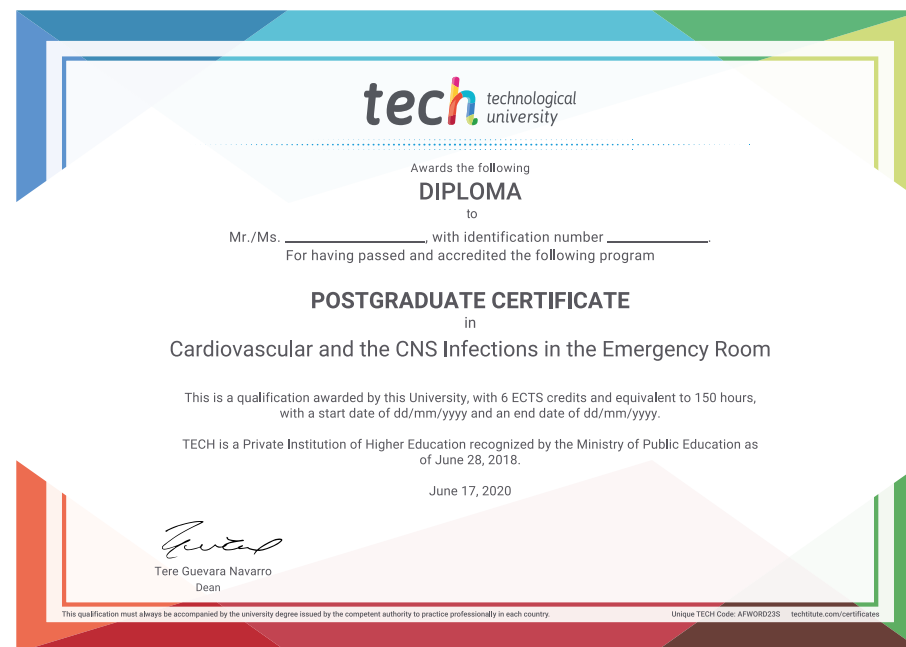 tech technological
university
Awards the following
DIPLOMA
to
Mr./Ms. ____________________, with identification number ______________.
For having passed and accredited the following program
POSTGRADUATE CERTIFICATE
in
Cardiovascular and the CNS Infections in the Emergency Room
This is a qualification awarded by this University, with 6 ECTS credits and equivalent to 150 hours,
with a start date of dd/mm/yyyy and an end date of dd/mm/yyyy.
TECH is a Private Institution of Higher Education recognized by the Ministry of Public Education as
of June 28, 2018.
June 17, 2020
Tere Guevara Navarro
Dean
This qualification must always be accompanied by the university degree issued by the competent authority to practice professionally in each country.
Unique TECH Code: AFWORD23S techtitute.com/certificates